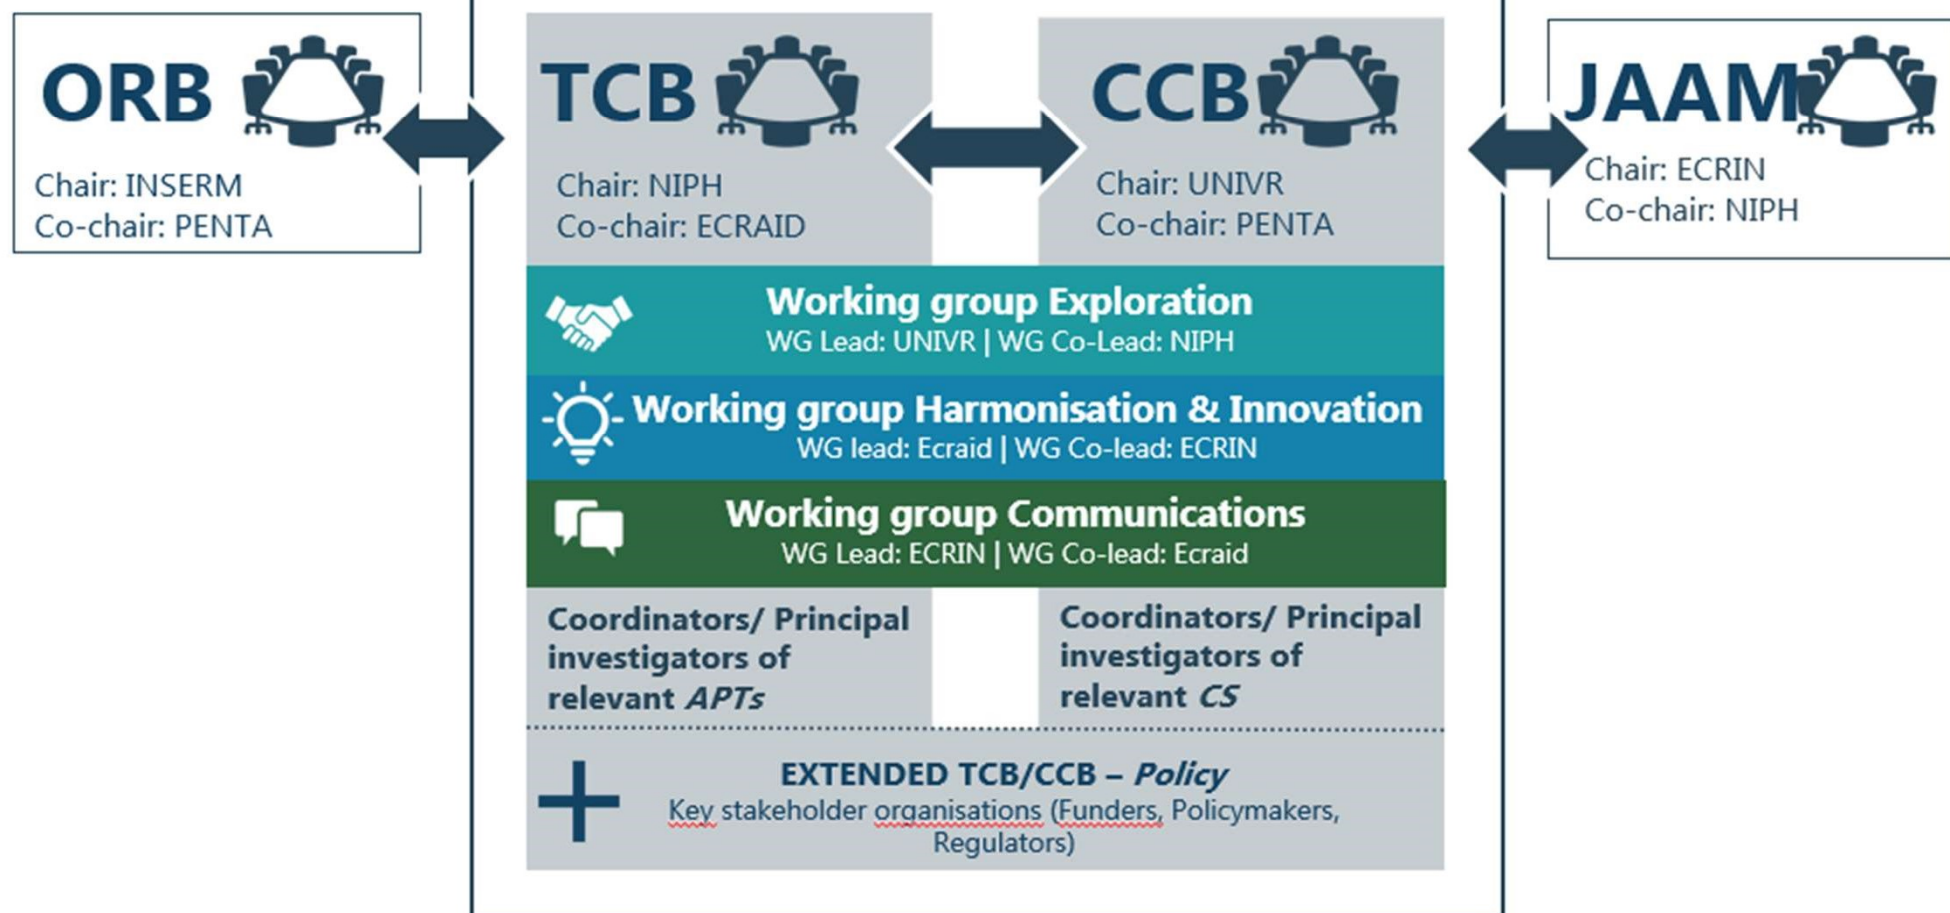 ORB
Chair: INSERM
Co-chair: PENTA
TCB
Chair: NIPH
Co-chair: ECRAID
CCB
Chair: UNIVR
Co-chair: PENTA
JAAM
Chair: ECRIN
Co-chair: NIPH
Working group Exploration
WG Lead: UNIVR | WG Co-Lead: NIPH
Working group Harmonisation & Innovation
WG lead: Ecraid | WG Co-lead: ECRIN
Working group Communications
WG Lead: ECRIN | WG Co-lead: Ecraid
Coordinators/ Principal
investigators of
relevant APTs
Coordinators/ Principal
investigators of
relevant CS
EXTENDED TCB/CCB – Policy
Key stakeholder organisations (Funders, Policymakers,
Regulators)